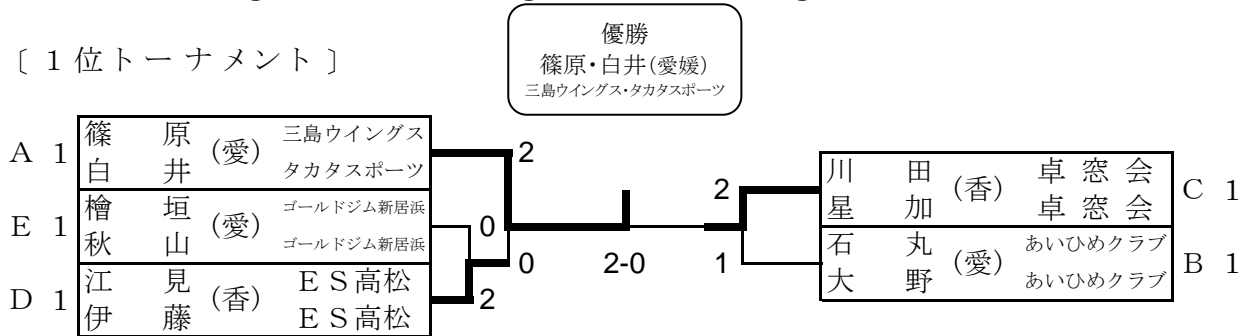 優勝
篠原・白井(愛媛)
三島ウイングス・タカタスポーツ
〔 1位トーナメント 〕
A 1 篠原 (愛) 三島ウイングス
白井 タカタスポーツ
E 1 檜垣 (愛) ゴールドジム新居浜
秋山 ゴールドジム新居浜
D 1 江見 (香) ES高松
伊藤 ES高松
2
0
0
2
2-0
2
1
川田 (香) 卓窓会 C 1
星加 卓窓会
石丸 (愛) あいひめクラブ B 1
大野 あいひめクラブ